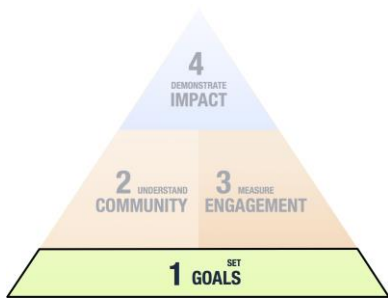 4
DEMONSTRATE
IMPACT
2 UNDERSTAND
COMMUNITY
3 MEASURE
ENGAGEMENT
1 SET
GOALS